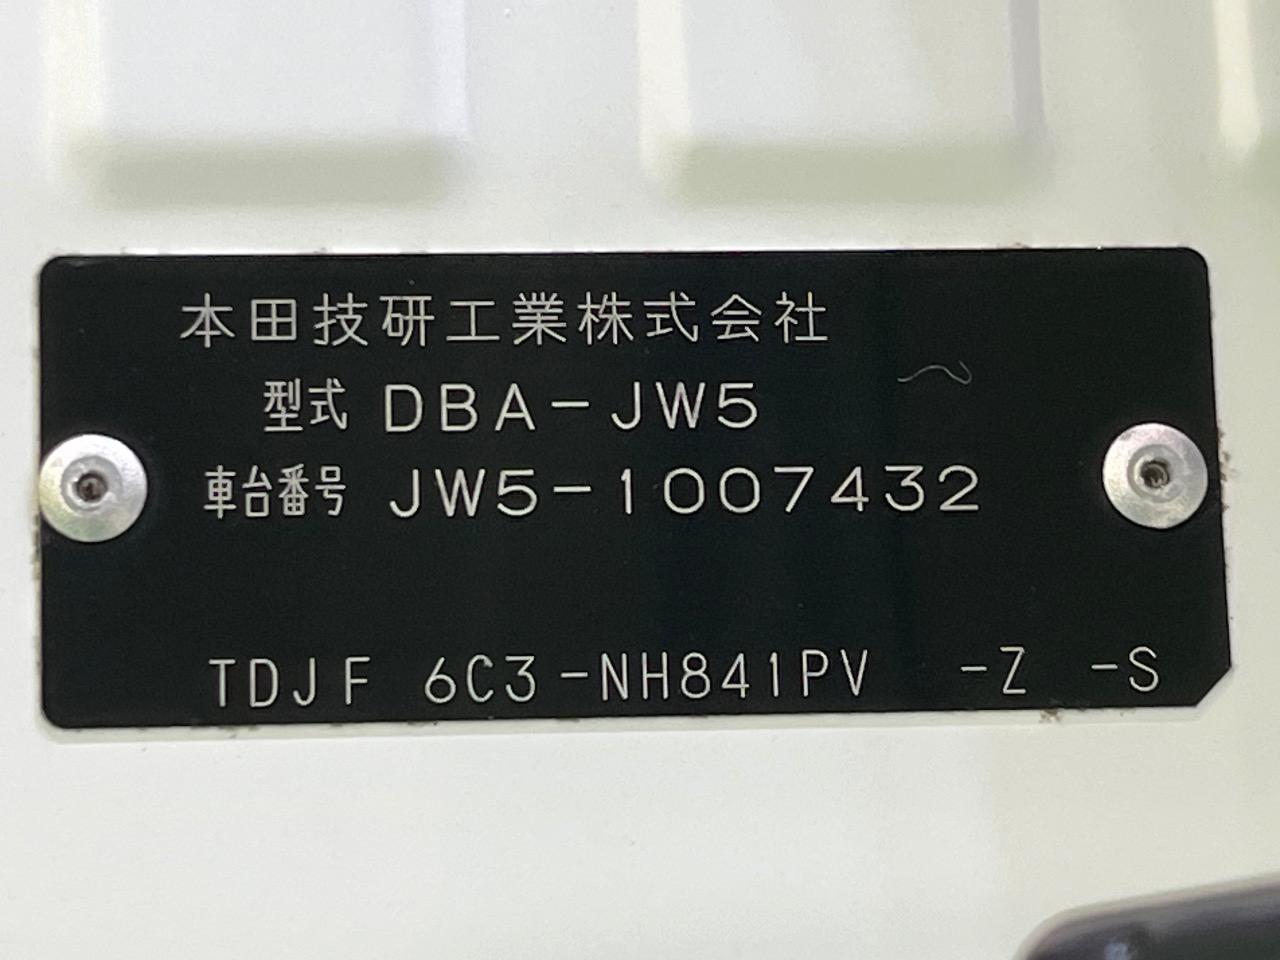 本田技研工業株式会社
型式 DBA-JW5
車台番号 JW5-1007432
TDJF 6C3-NH841PV -Z -S